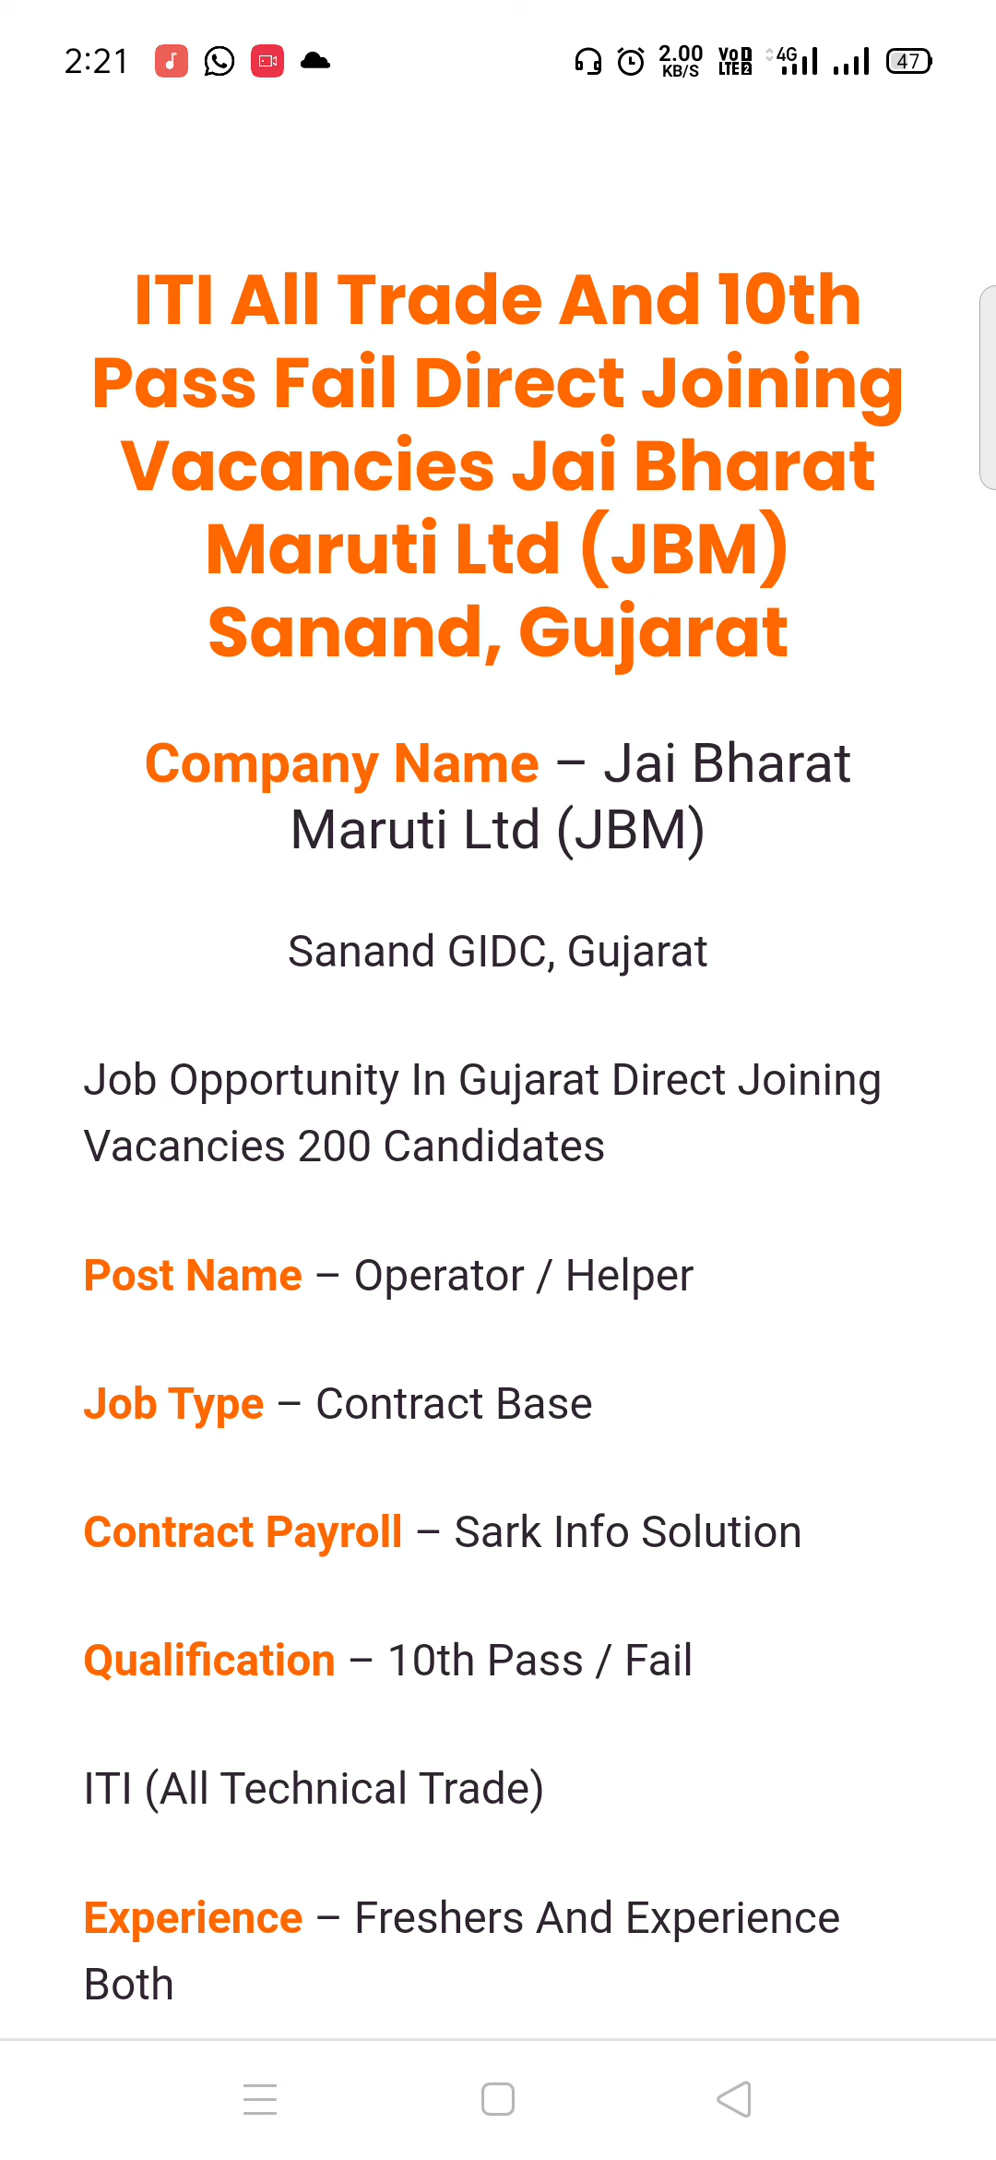 2:21 2.00 KB/S VoD LTE2 4G 47
ITI All Trade And 10th
Pass Fail Direct Joining
Vacancies Jai Bharat
Maruti Ltd (JBM)
Sanand, Gujarat
Company Name – Jai Bharat
Maruti Ltd (JBM)
Sanand GIDC, Gujarat
Job Opportunity In Gujarat Direct Joining
Vacancies 200 Candidates
Post Name – Operator / Helper
Job Type – Contract Base
Contract Payroll – Sark Info Solution
Qualification – 10th Pass / Fail
ITI (All Technical Trade)
Experience – Freshers And Experience
Both